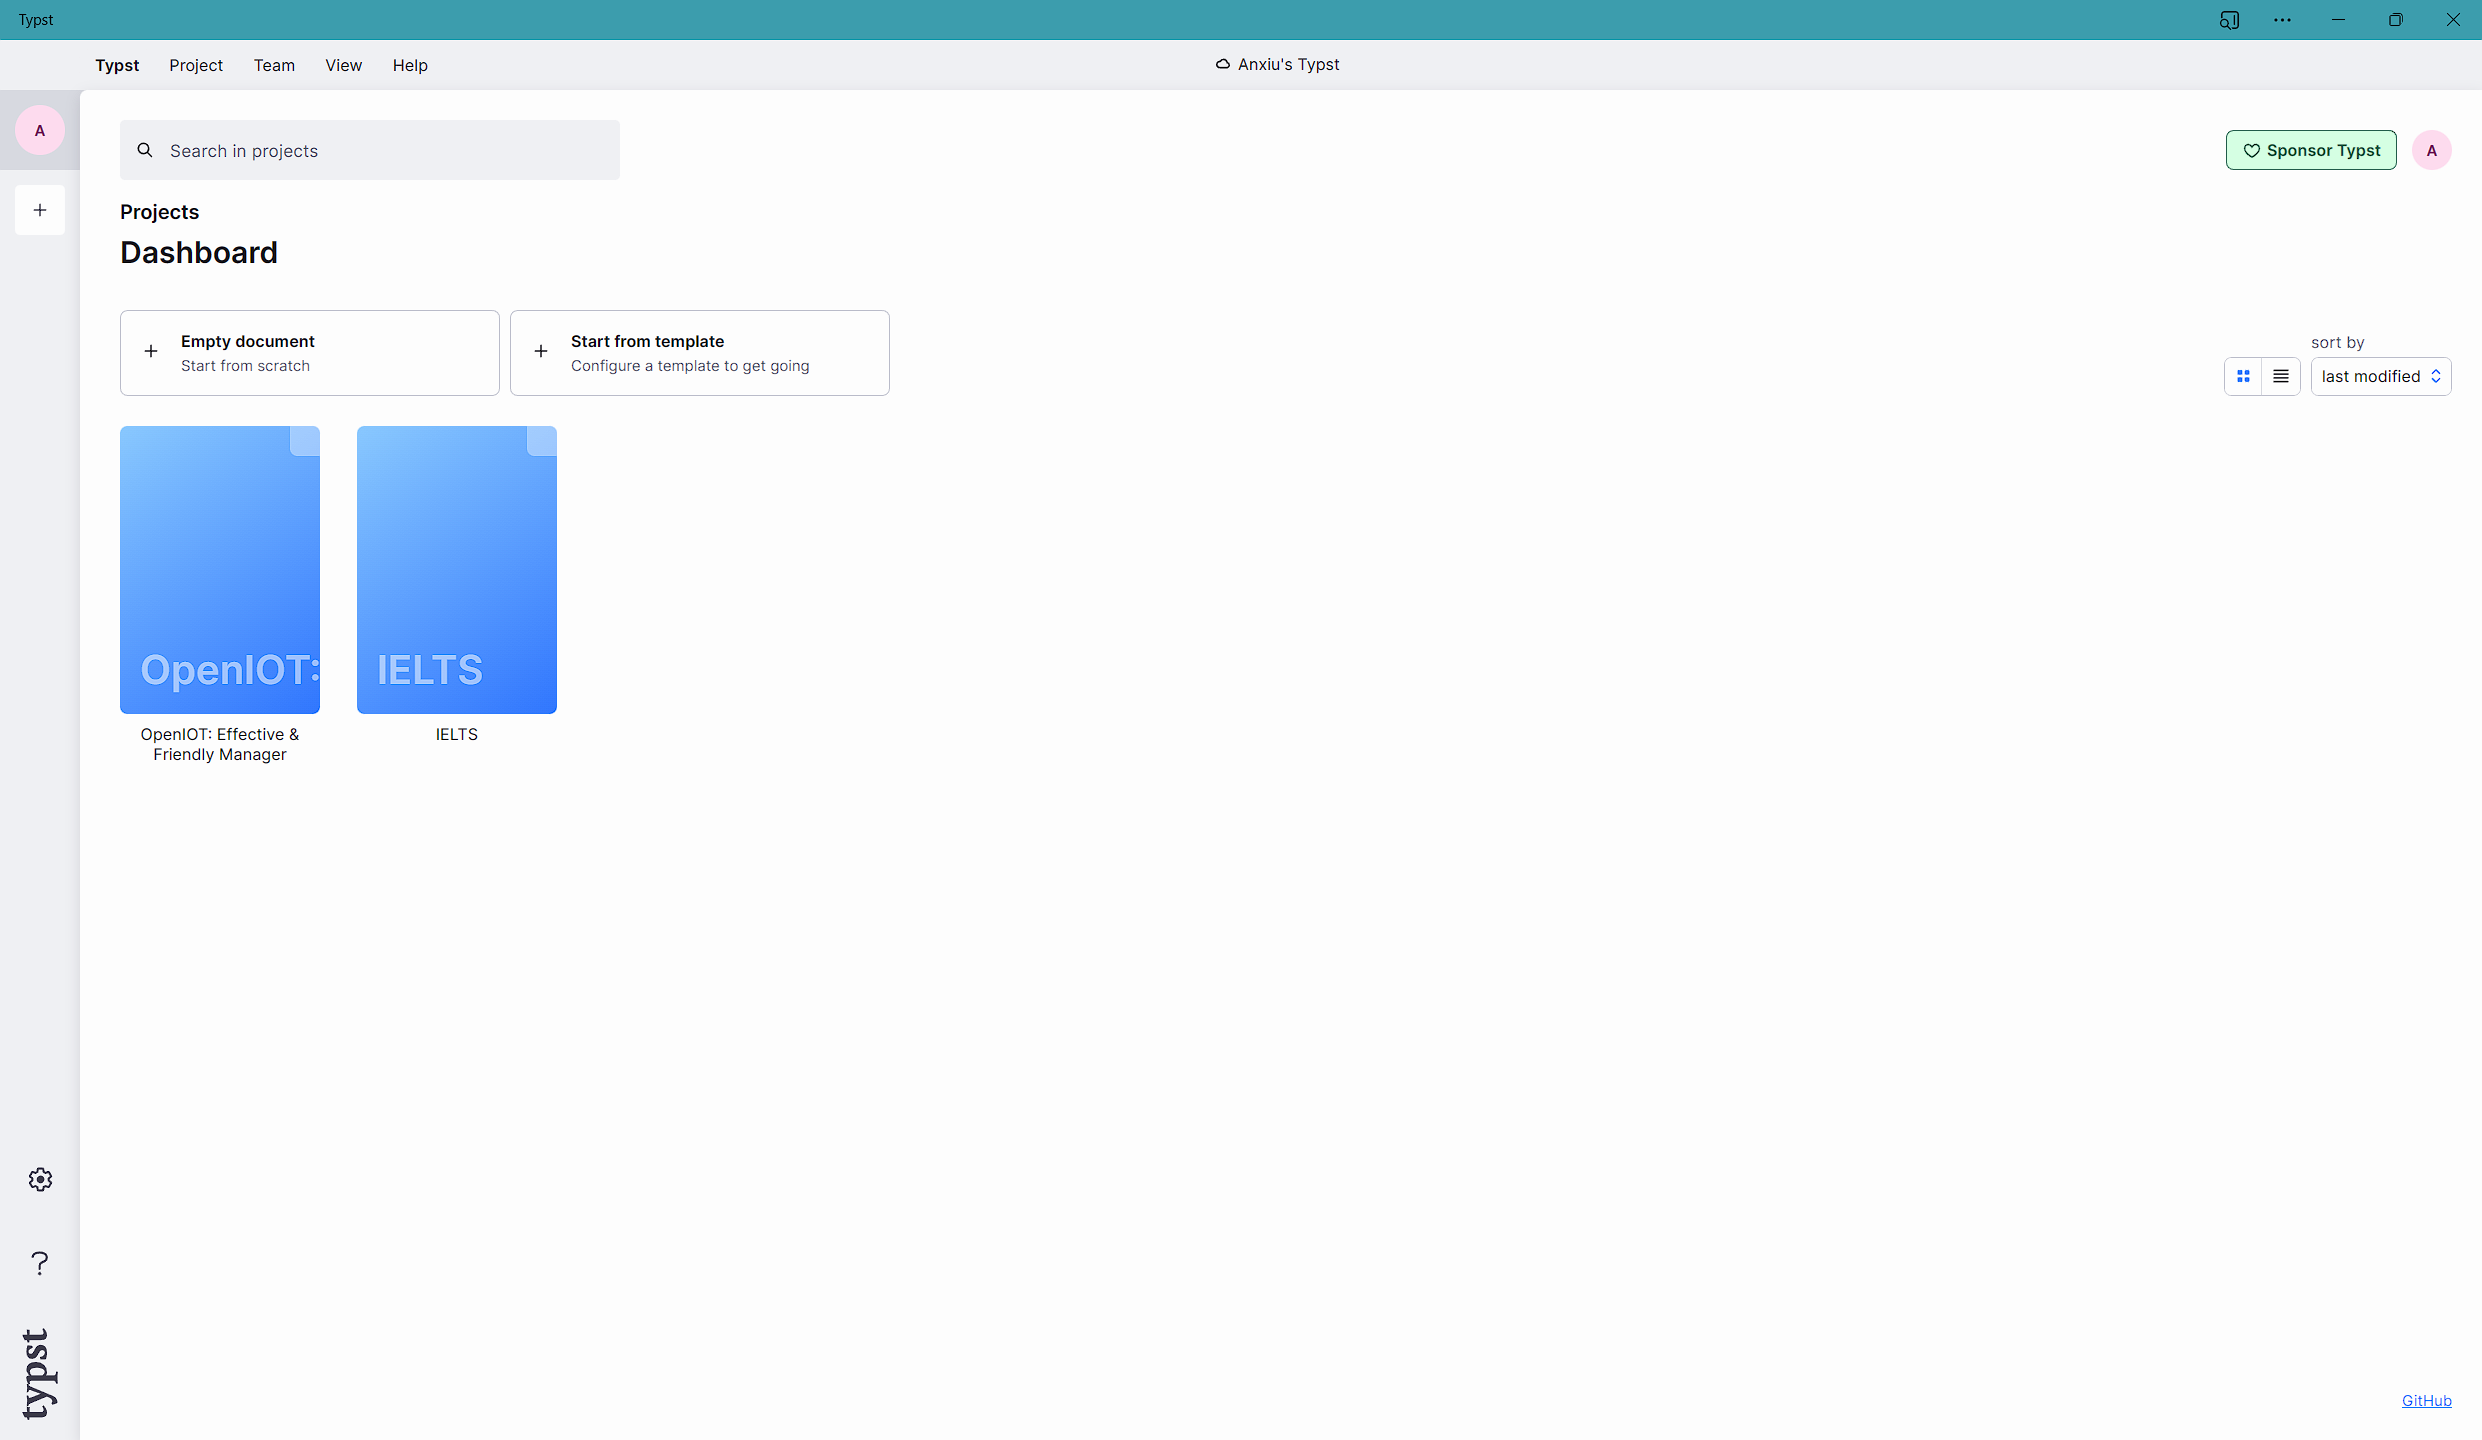 Typst
Typst Project Team View Help
Anxiu's Typst
A
Search in projects
Sponsor Typst
A
Projects
Dashboard
Empty document
Start from scratch
Start from template
Configure a template to get going
sort by
last modified
OpenIOT:
IELTS
OpenIOT: Effective &
Friendly Manager
IELTS
typst
GitHub